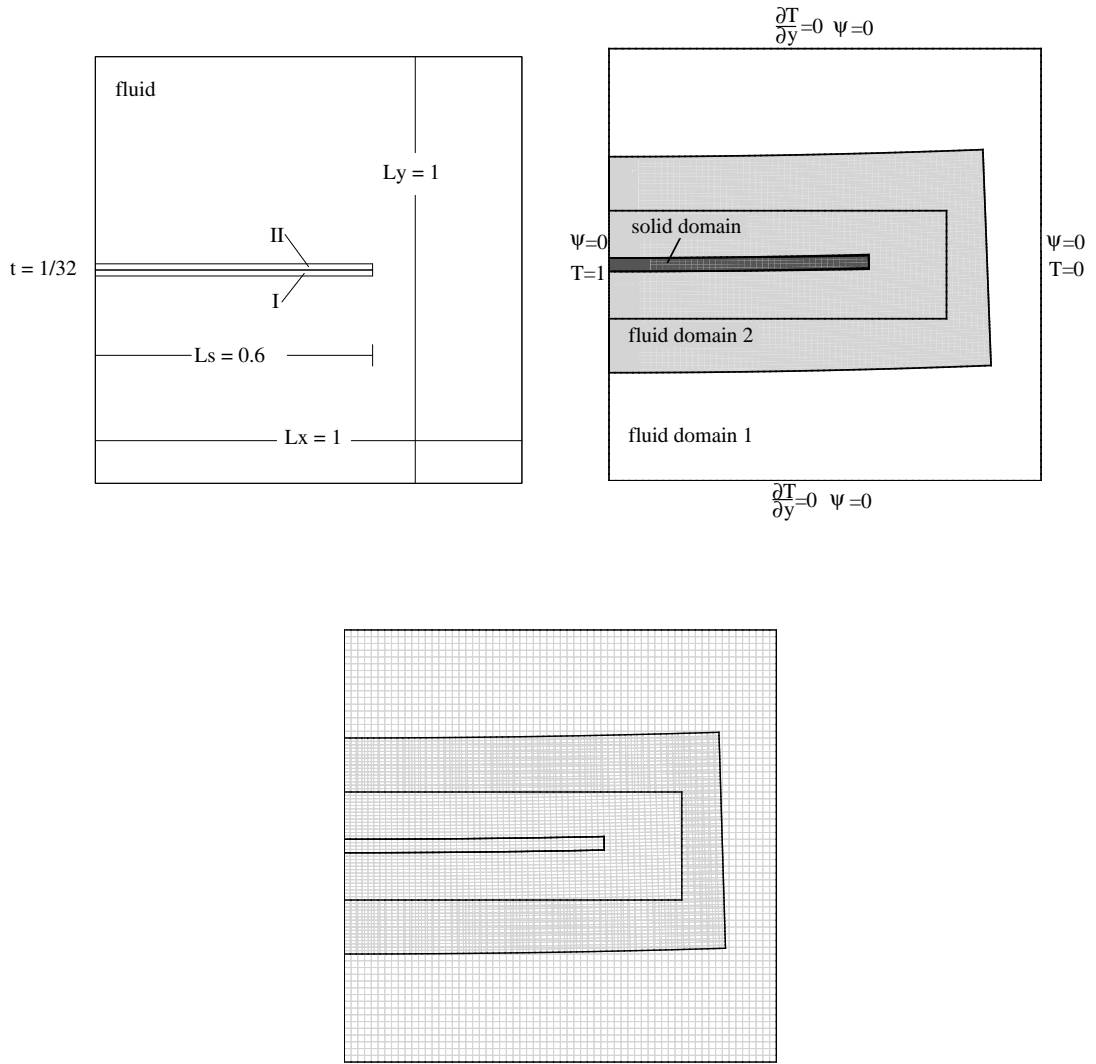 fluid
Ly = 1
II
t = 1/32
I
Ls = 0.6
Lx = 1
∂T/∂y=0 ψ=0
solid domain
ψ=0
T=1
ψ=0
T=0
fluid domain 2
fluid domain 1
∂T/∂y=0 ψ=0